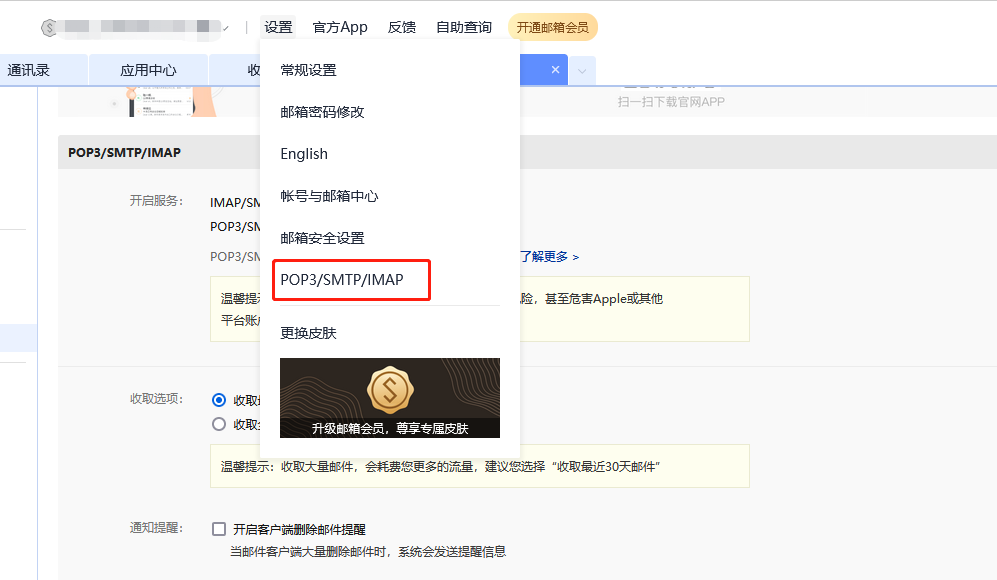 设置 官方App 反馈 自助查询 开通邮箱会员
通讯录 应用中心 收
常规设置
扫一扫下载官网APP
邮箱密码修改
POP3/SMTP/IMAP
English
开启服务： IMAP/SM
帐号与邮箱中心
POP3/SM
邮箱安全设置
POP3/SM 了解更多 >
POP3/SMTP/IMAP
温馨提示 险，甚至危害Apple或其他
平台账户
更换皮肤
收取选项： 收取
收取
升级邮箱会员，尊享专属皮肤
温馨提示：收取大量邮件，会耗费您更多的流量，建议您选择“收取最近30天邮件”
通知提醒： 开启客户端删除邮件提醒
当邮件客户端大量删除邮件时，系统会发送提醒信息